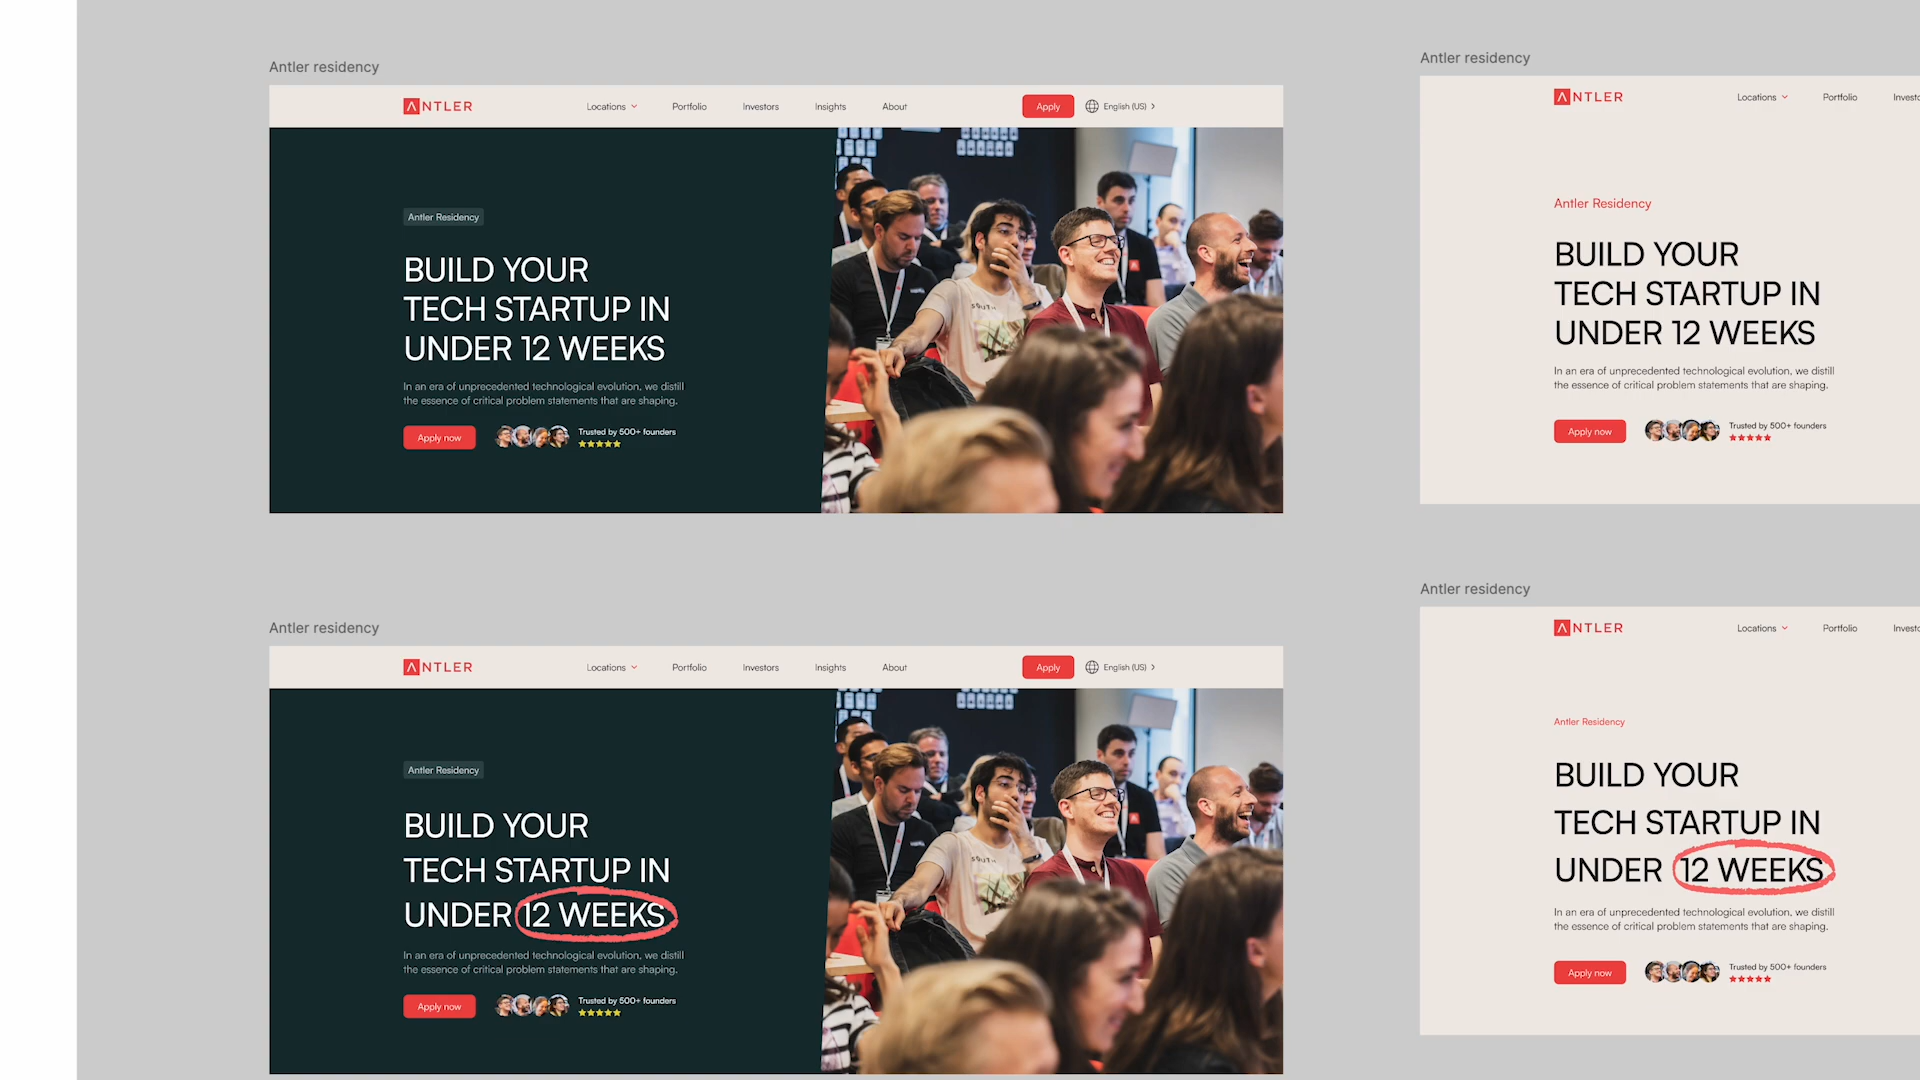 Antler residency
ANTLER
Locations
Portfolio
Investors
Insights
About
Apply
English (US)
Antler Residency
BUILD YOUR
TECH STARTUP IN
UNDER 12 WEEKS
In an era of unprecedented technological evolution, we distill
the essence of critical problem statements that are shaping.
Apply now
Trusted by 500+ founders
SOUTH
Antler residency
ANTLER
Locations
Portfolio
Investo
Antler Residency
BUILD YOUR
TECH STARTUP IN
UNDER 12 WEEKS
In an era of unprecedented technological evolution, we distill
the essence of critical problem statements that are shaping.
Apply now
Trusted by 500+ founders
Antler residency
ANTLER
Locations
Portfolio
Investors
Insights
About
Apply
English (US)
Antler Residency
BUILD YOUR
TECH STARTUP IN
UNDER 12 WEEKS
In an era of unprecedented technological evolution, we distill
the essence of critical problem statements that are shaping.
Apply now
Trusted by 500+ founders
SOUTH
Antler residency
ANTLER
Locations
Portfolio
Investo
Antler Residency
BUILD YOUR
TECH STARTUP IN
UNDER 12 WEEKS
In an era of unprecedented technological evolution, we distill
the essence of critical problem statements that are shaping.
Apply now
Trusted by 500+ founders